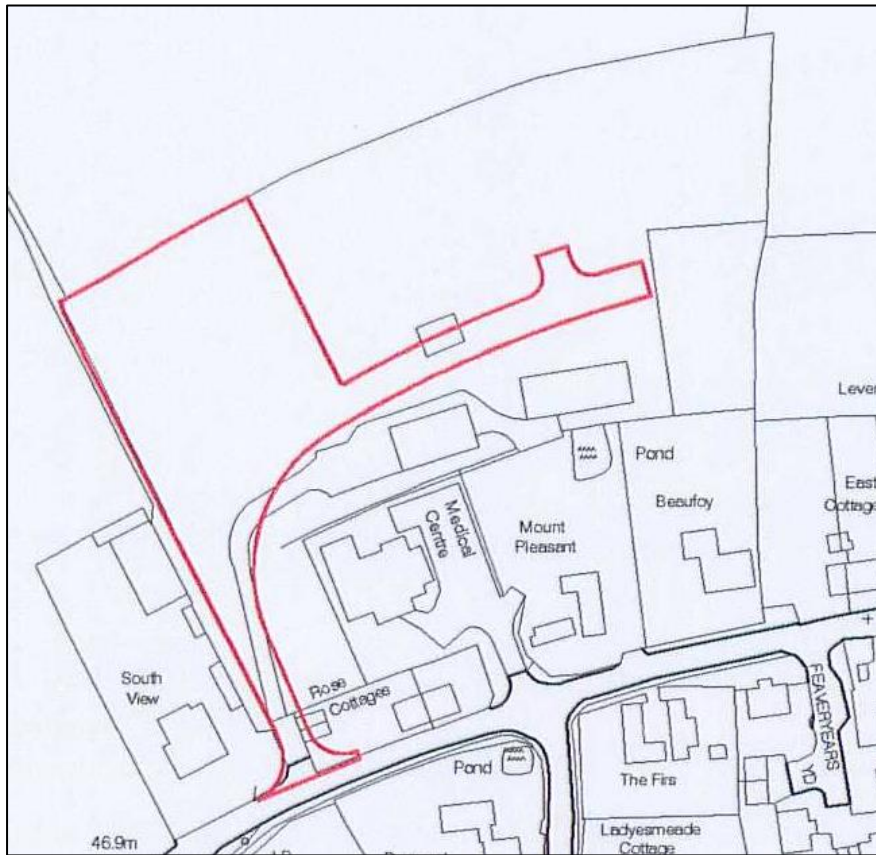 Lever
Pond
Beaufoy
East
Cottage
Medical
Centre
Mount
Pleasant
South
View
Rose
Cottages
FEAVERYEARS
YD
Pond
The Firs
Ladyesmeade
Cottage
46.9m